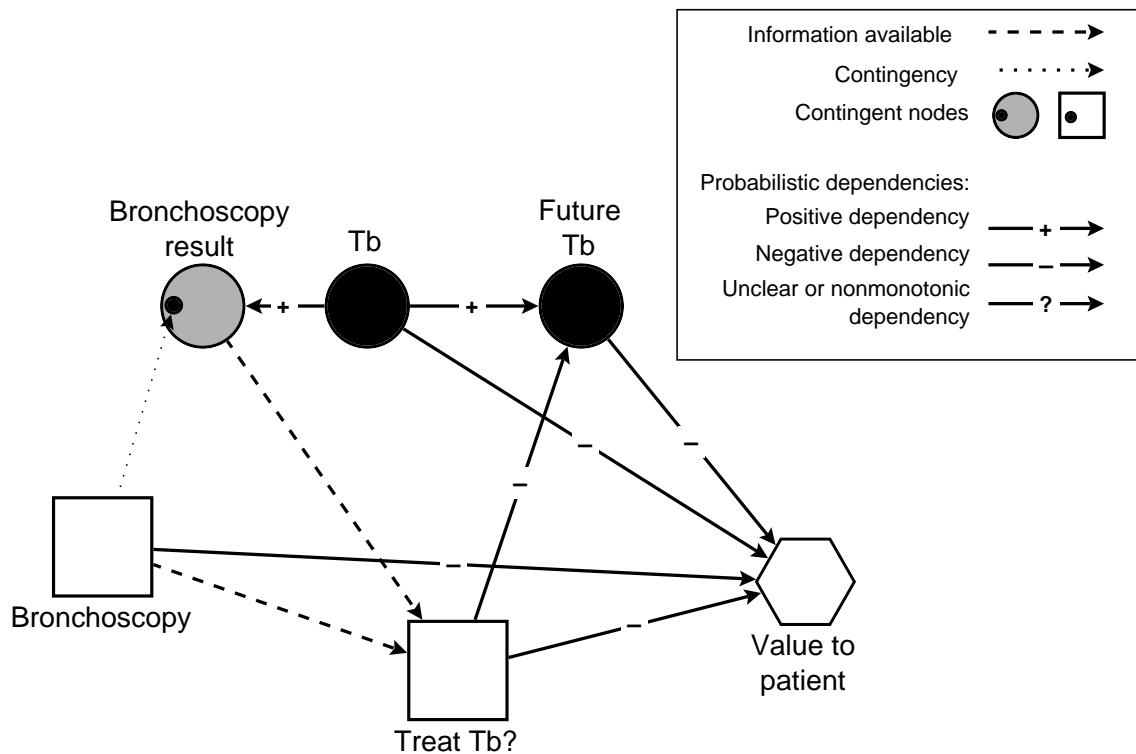 Information available
Contingency
Contingent nodes
Probabilistic dependencies:
Positive dependency
+
Negative dependency
–
Unclear or nonmonotonic
dependency
?
Bronchoscopy
result
Tb
Future
Tb
+
+
–
–
–
–
–
Bronchoscopy
Treat Tb?
Value to
patient